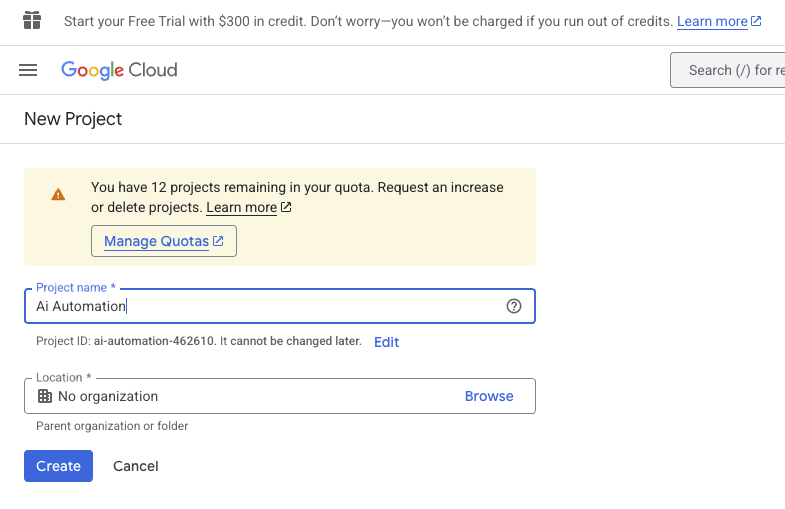 Start your Free Trial with $300 in credit. Don’t worry—you won’t be charged if you run out of credits. Learn more
Google Cloud
Search (/) for re
New Project
You have 12 projects remaining in your quota. Request an increase
or delete projects. Learn more
Manage Quotas
Project name *
Ai Automation
Project ID: ai-automation-462610. It cannot be changed later. Edit
Location *
No organization
Browse
Parent organization or folder
Create
Cancel